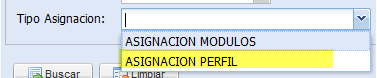 Tipo Asignacion:
ASIGNACION MODULOS
ASIGNACION PERFIL
Buscar Limpiar